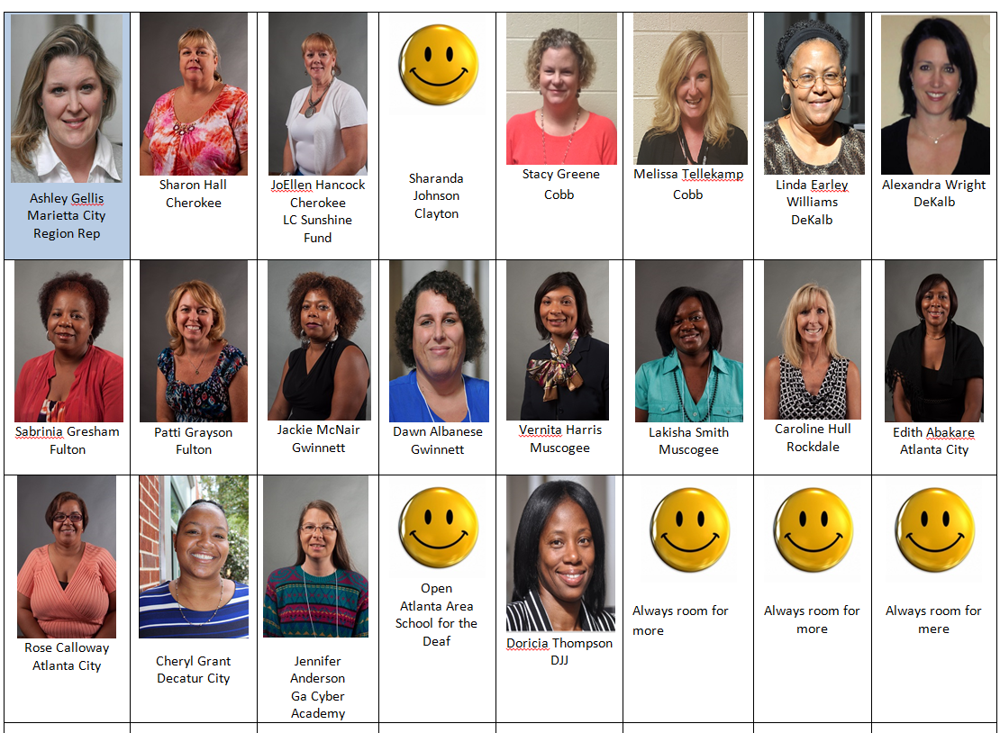 Ashley Gellis
Marietta City
Region Rep
Sharon Hall
Cherokee
JoEllen Hancock
Cherokee
LC Sunshine
Fund
Sharanda
Johnson
Clayton
Stacy Greene
Cobb
Melissa Tellekamp
Cobb
Linda Earley
Williams
DeKalb
Alexandra Wright
DeKalb
Sabrinia Gresham
Fulton
Patti Grayson
Fulton
Jackie McNair
Gwinnett
Dawn Albanese
Gwinnett
Vernita Harris
Muscogee
Lakisha Smith
Muscogee
Caroline Hull
Rockdale
Edith Abakare
Atlanta City
Rose Calloway
Atlanta City
Cheryl Grant
Decatur City
Jennifer
Anderson
Ga Cyber
Academy
Open
Atlanta Area
School for the
Deaf
Doricia Thompson
DJJ
Always room for
more
Always room for
more
Always room for
mere